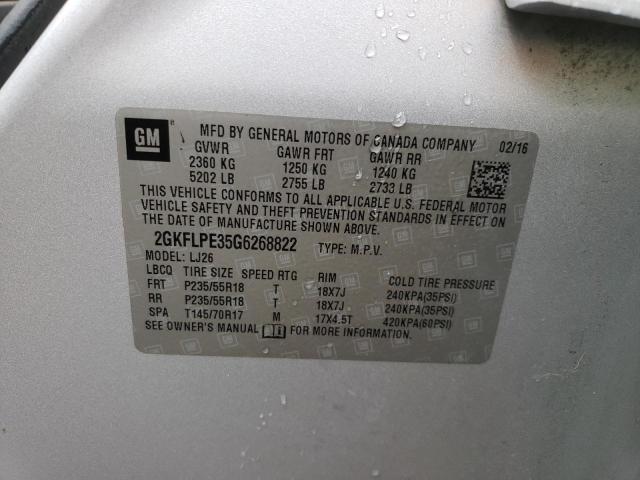 GM
MFD BY GENERAL MOTORS OF CANADA COMPANY 02/16
GVWR GAWR FRT GAWR RR
2360 KG 1250 KG 1240 KG
5202 LB 2755 LB 2733 LB
THIS VEHICLE CONFORMS TO ALL APPLICABLE U.S. FEDERAL MOTOR
VEHICLE SAFETY AND THEFT PREVENTION STANDARDS IN EFFECT ON
THE DATE OF MANUFACTURE SHOWN ABOVE.
2GKFLPE35G6268822 TYPE: M.P.V.
MODEL: LJ26
LBCQ TIRE SIZE SPEED RTG RIM COLD TIRE PRESSURE
FRT P235/55R18 T 18X7J 240KPA(35PSI)
RR P235/55R18 T 18X7J 240KPA(35PSI)
SPA T145/70R17 M 17X4.5T 420KPA(60PSI)
SEE OWNER'S MANUAL FOR MORE INFORMATION.